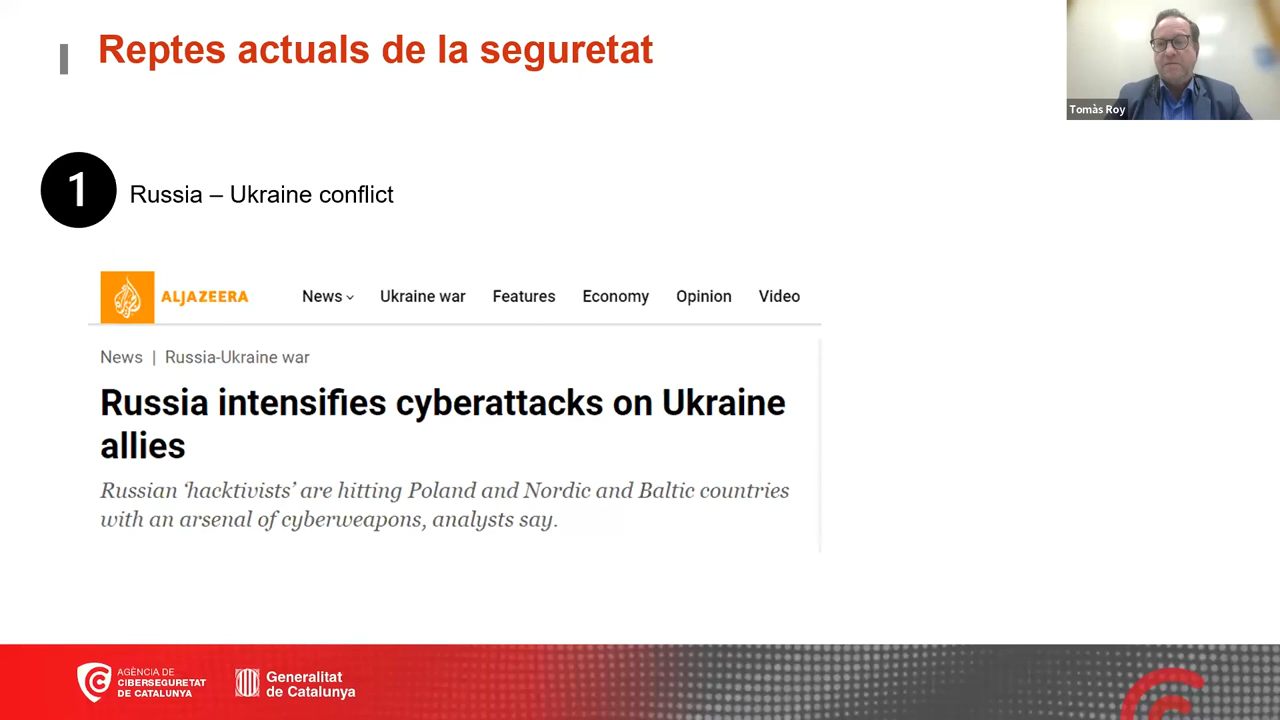 Reptes actuals de la seguretat
Tomàs Roy
1
Russia – Ukraine conflict
ALJAZEERA
News Ukraine war Features Economy Opinion Video
News | Russia-Ukraine war
Russia intensifies cyberattacks on Ukraine
allies
Russian ‘hacktivists’ are hitting Poland and Nordic and Baltic countries
with an arsenal of cyberweapons, analysts say.
AGÈNCIA DE
CIBERSEGURETAT
DE CATALUNYA
Generalitat
de Catalunya